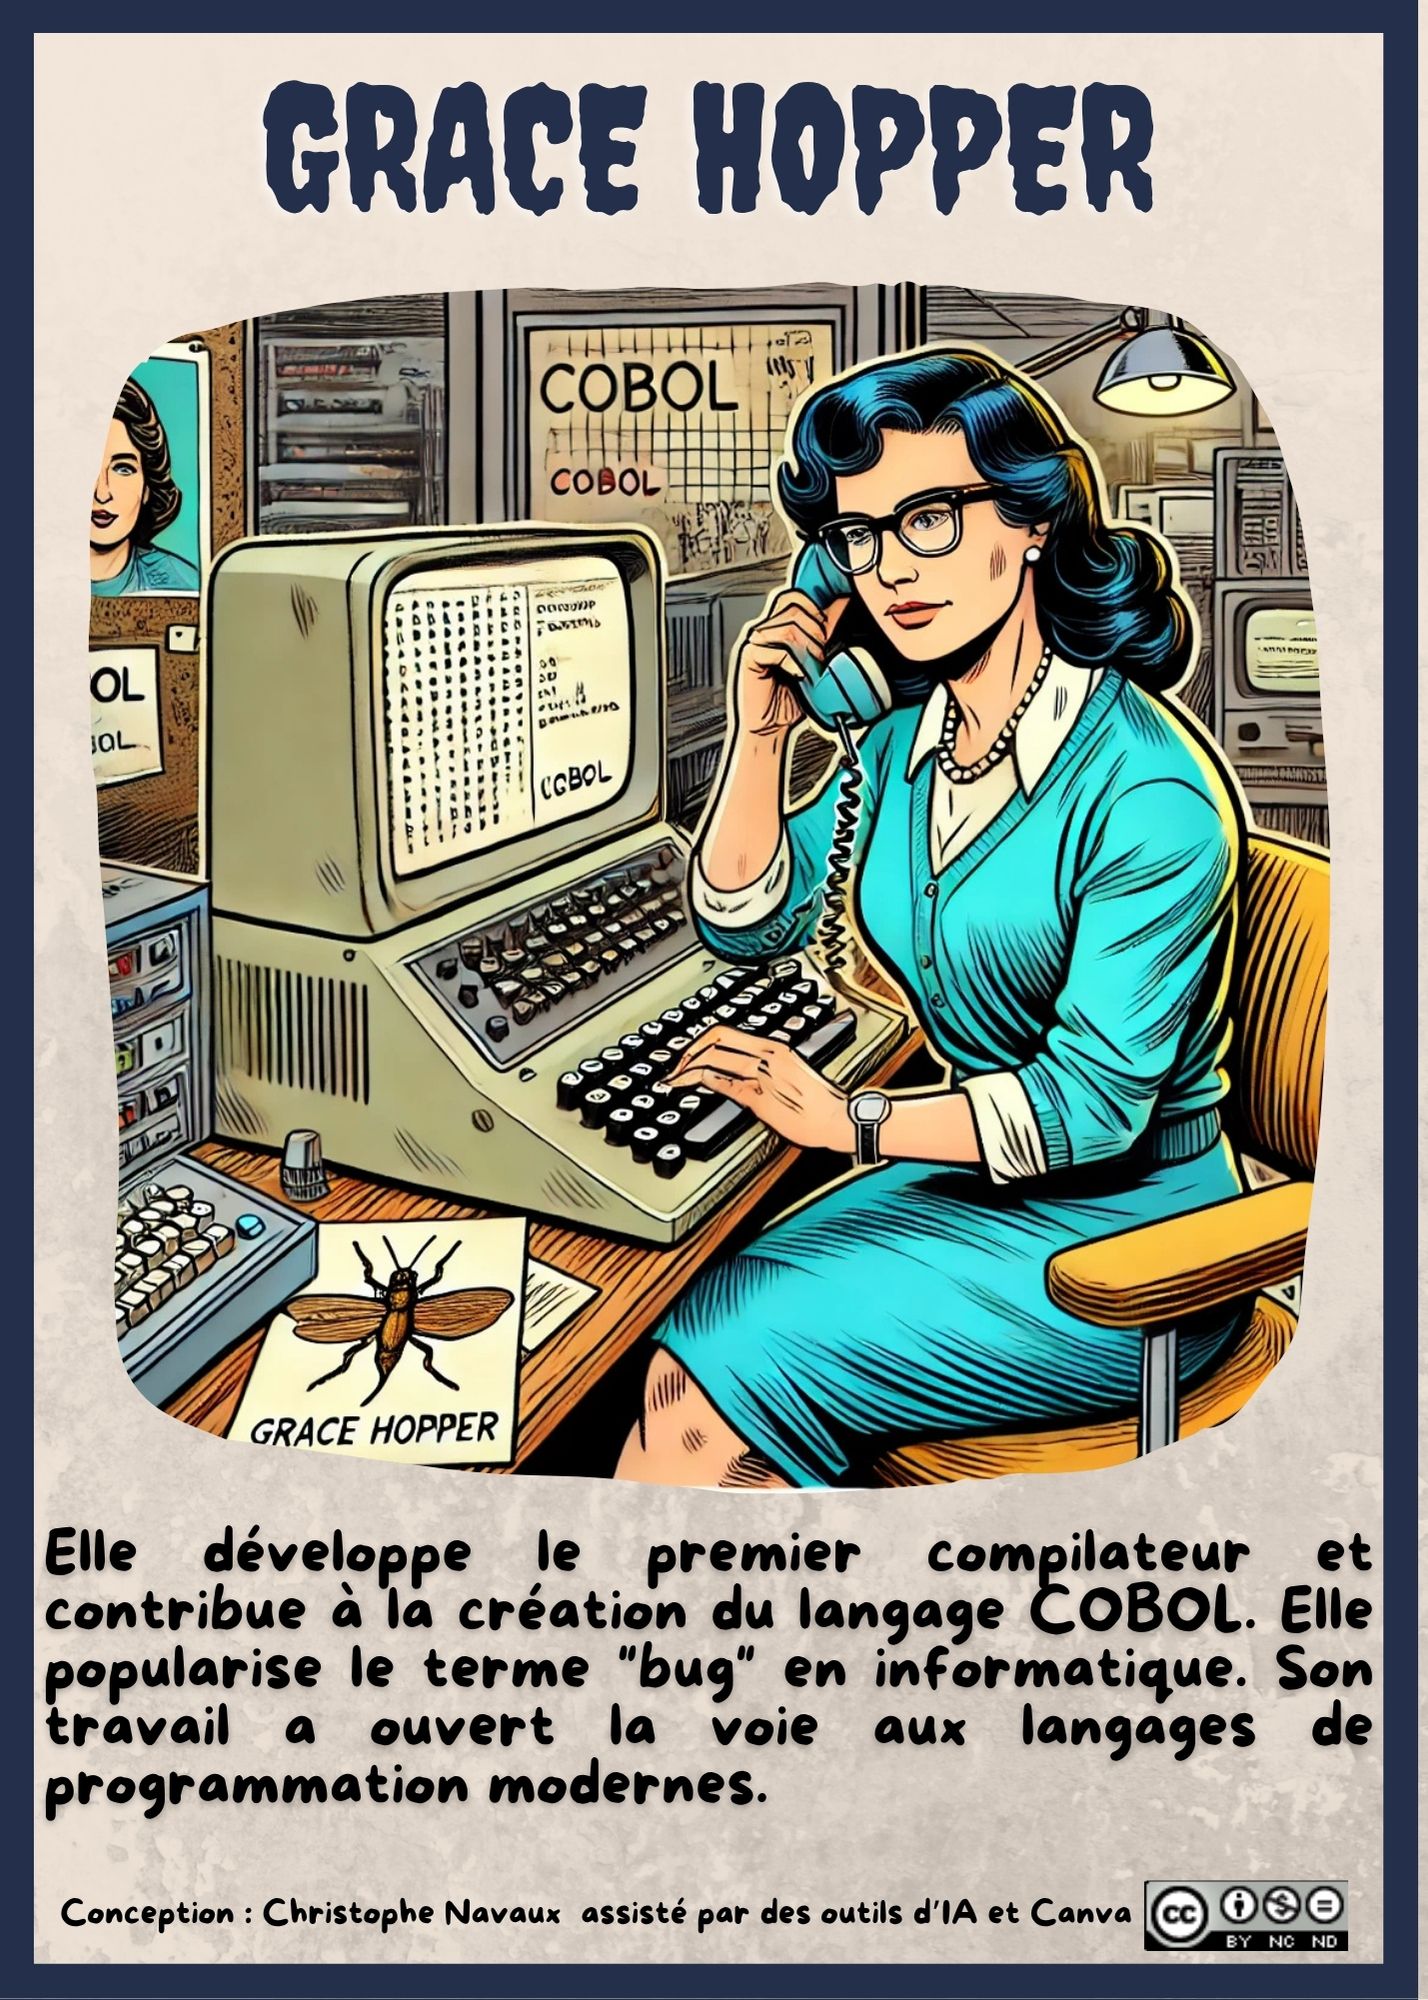 GRACE HOPPER
COBOL
COBOL
OL
COBOL
GRACE HOPPER
Elle développe le premier compilateur et
contribue à la création du langage COBOL. Elle
popularise le terme "bug" en informatique. Son
travail a ouvert la voie aux langages de
programmation modernes.
Conception : Christophe Navaux assisté par des outils d'IA et Canva
cc
BY NC ND